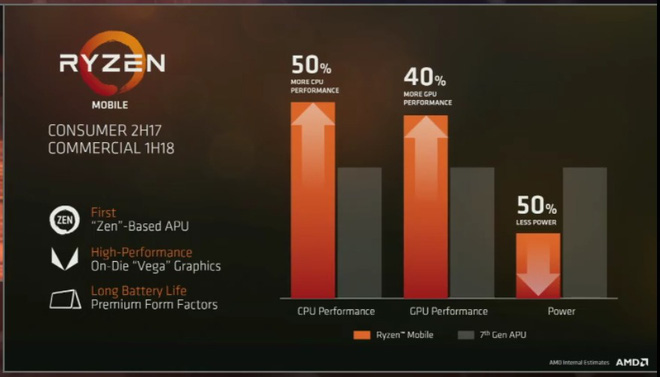 RYZEN
MOBILE
CONSUMER 2H17
COMMERCIAL 1H18
ZEN
First
"Zen"-Based APU
High-Performance
On-Die "Vega" Graphics
Long Battery Life
Premium Form Factors
50%
MORE CPU
PERFORMANCE
40%
MORE GPU
PERFORMANCE
50%
LESS POWER
CPU Performance
GPU Performance
Power
Ryzen™ Mobile
7th Gen APU
AMD Internal Estimates
AMD